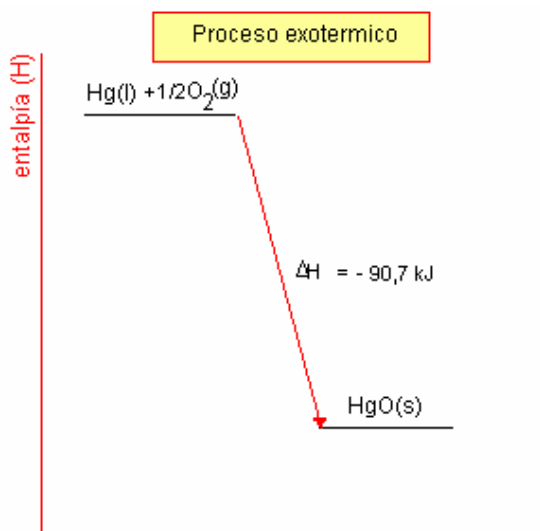 Proceso exotermico
entalpía (H)
Hg(l) +1/2O2(g)
ΔH = - 90,7 kJ
HgO(s)